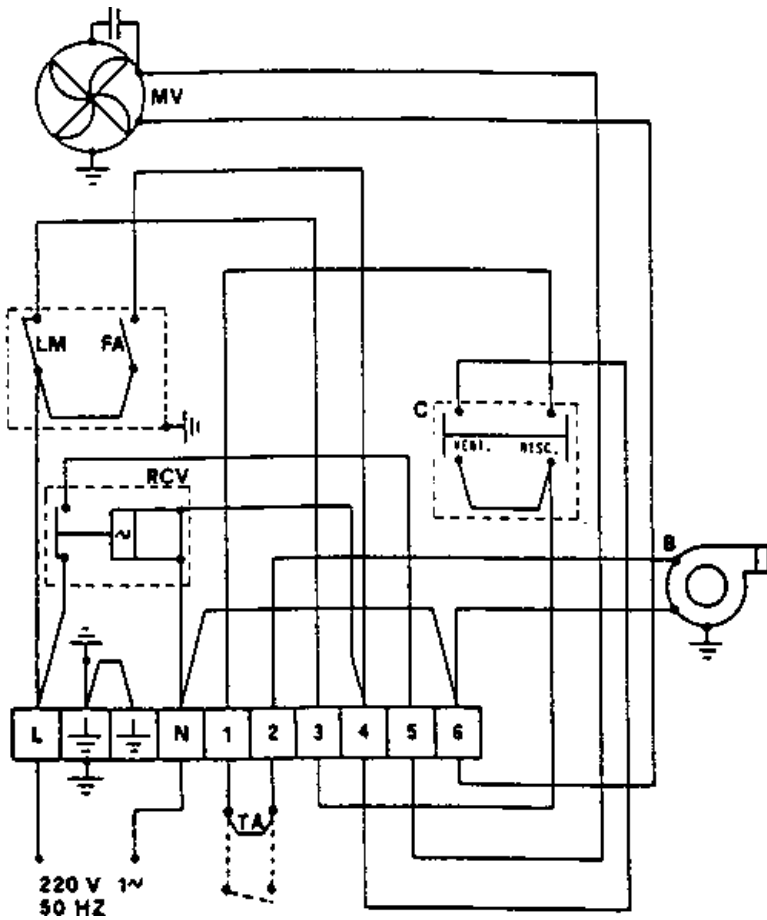 MV
LM FA
C
VENT. RISC.
RCV
B
L N 1 2 3 4 5 6
TA
220 V 1~
50 HZ